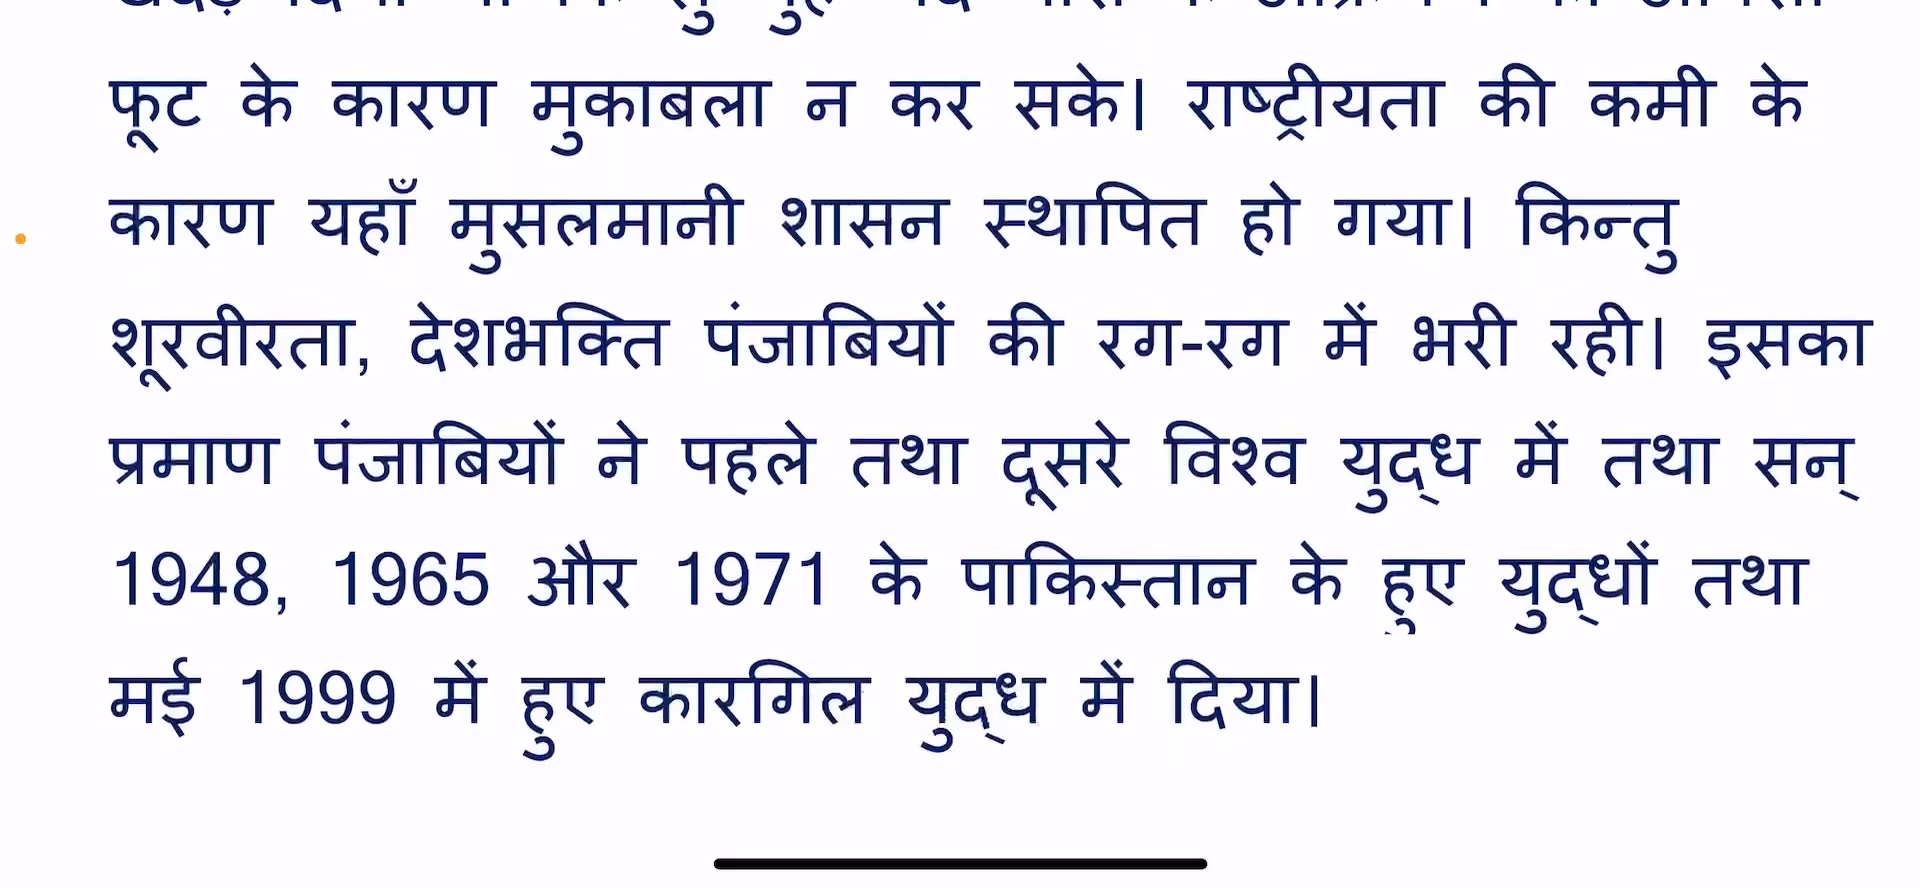 फूट के कारण मुकाबला न कर सके। राष्ट्रीयता की कमी के
कारण यहाँ मुसलमानी शासन स्थापित हो गया। किन्तु
शूरवीरता, देशभक्ति पंजाबियों की रग-रग में भरी रही। इसका
प्रमाण पंजाबियों ने पहले तथा दूसरे विश्व युद्ध में तथा सन्
1948, 1965 और 1971 के पाकिस्तान के हुए युद्धों तथा
मई 1999 में हुए कारगिल युद्ध में दिया।